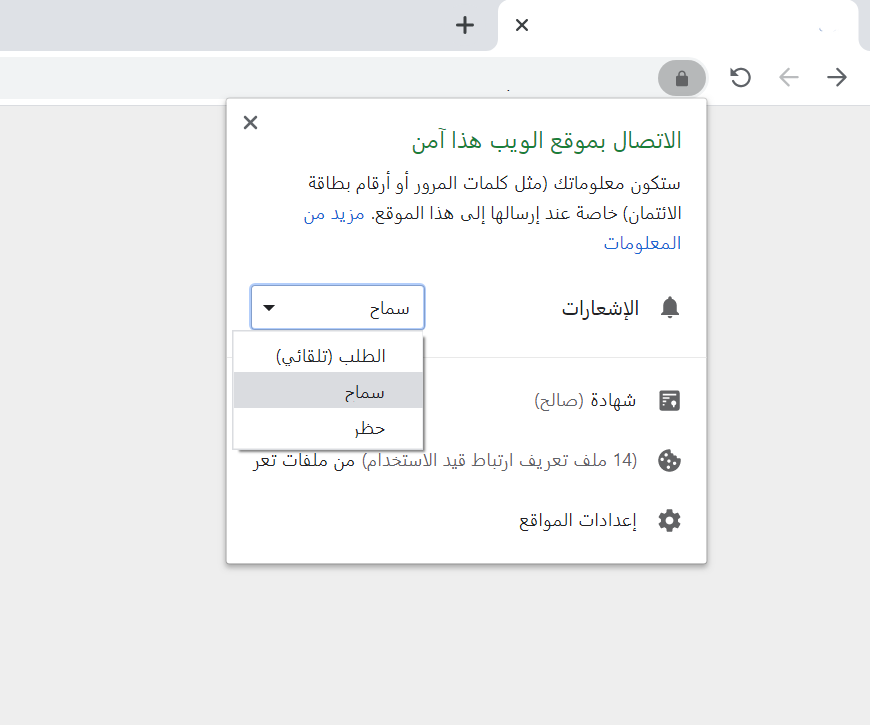 الاتصال بموقع الويب هذا آمن
ستكون معلوماتك (مثل كلمات المرور أو أرقام بطاقة
الائتمان) خاصة عند إرسالها إلى هذا الموقع. مزيد من
المعلومات
الإشعارات
سماح
الطلب (تلقائي)
سماح
حظر
شهادة (صالح)
(14 ملف تعريف ارتباط قيد الاستخدام) من ملفات تعر
إعدادات المواقع